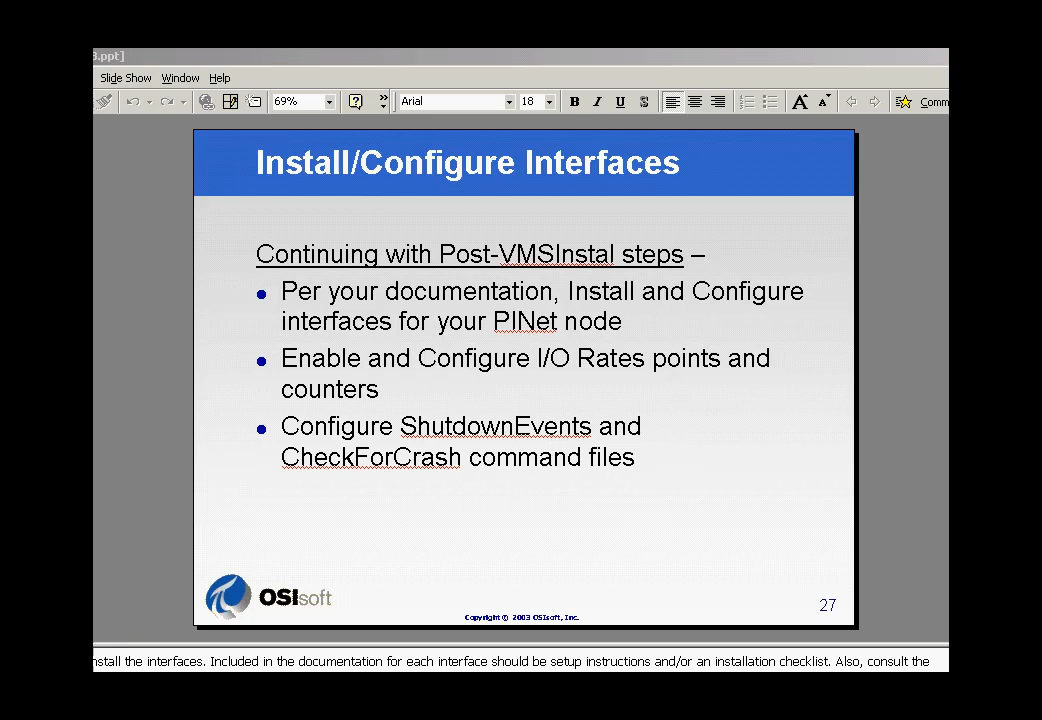 3.ppt]
Slide Show Window Help
69% Arial 18 B I U S A A Comm
Install/Configure Interfaces
Continuing with Post-VMSInstal steps –
Per your documentation, Install and Configure
interfaces for your PINet node
Enable and Configure I/O Rates points and
counters
Configure ShutdownEvents and
CheckForCrash command files
OSIsoft
Copyright © 2003 OSIsoft, Inc.
27
nstall the interfaces. Included in the documentation for each interface should be setup instructions and/or an installation checklist. Also, consult the